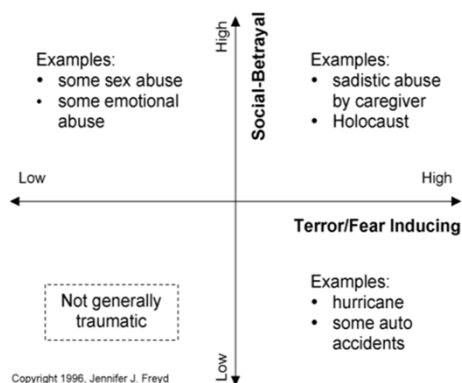 High
Social-Betrayal
Examples:
• some sex abuse
• some emotional
abuse
Examples:
• sadistic abuse
by caregiver
• Holocaust
Low
High
Terror/Fear Inducing
Not generally
traumatic
Examples:
• hurricane
• some auto
accidents
Low
Copyright 1996, Jennifer J. Freyd